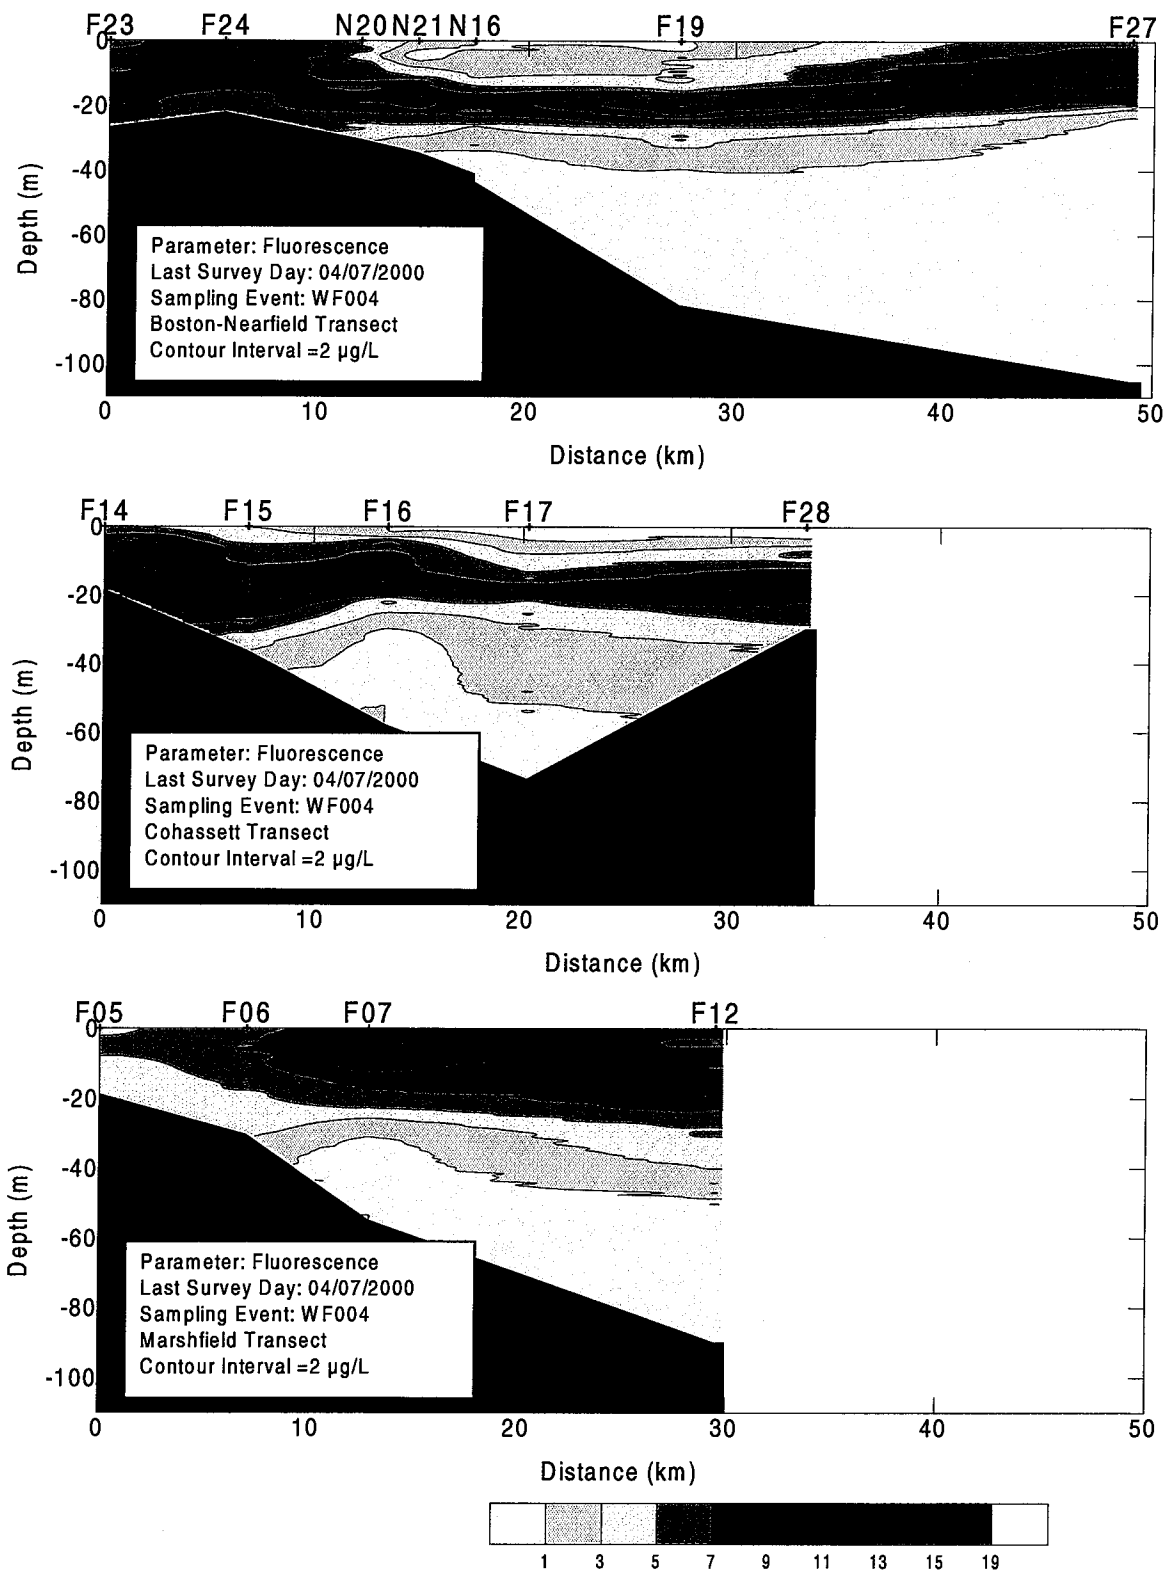 F23 F24 N20 N21 N16 F19 F27
0
-20
-40
-60
-80
-100
Depth (m)
Parameter: Fluorescence
Last Survey Day: 04/07/2000
Sampling Event: WF004
Boston-Nearfield Transect
Contour Interval =2 µg/L
0 10 20 30 40 50
Distance (km)
F14 F15 F16 F17 F28
0
-20
-40
-60
-80
-100
Depth (m)
Parameter: Fluorescence
Last Survey Day: 04/07/2000
Sampling Event: WF004
Cohassett Transect
Contour Interval =2 µg/L
0 10 20 30 40 50
Distance (km)
F05 F06 F07 F12
0
-20
-40
-60
-80
-100
Depth (m)
Parameter: Fluorescence
Last Survey Day: 04/07/2000
Sampling Event: WF004
Marshfield Transect
Contour Interval =2 µg/L
0 10 20 30 40 50
Distance (km)
1 3 5 7 9 11 13 15 19